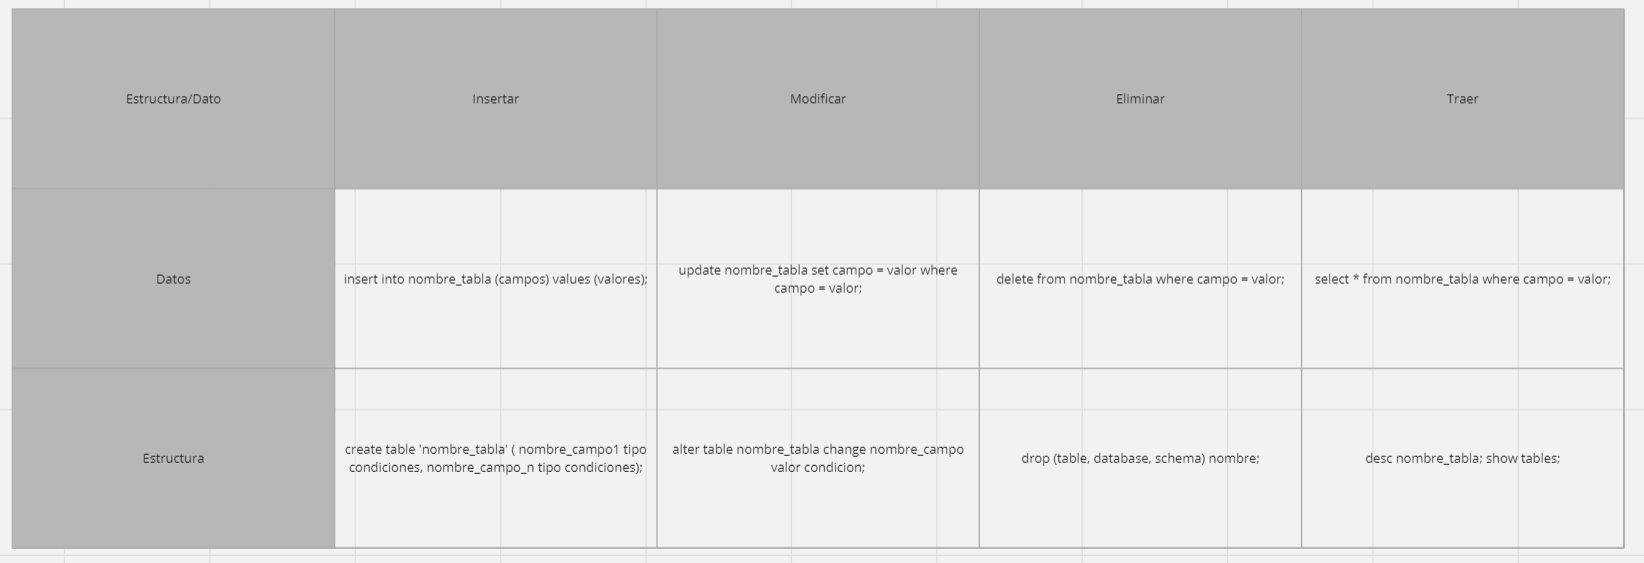 Estructura/Dato
Insertar
Modificar
Eliminar
Traer
Datos
insert into nombre_tabla (campos) values (valores);
update nombre_tabla set campo = valor where
campo = valor;
delete from nombre_tabla where campo = valor;
select * from nombre_tabla where campo = valor;
Estructura
create table 'nombre_tabla' ( nombre_campo1 tipo
condiciones, nombre_campo_n tipo condiciones);
alter table nombre_tabla change nombre_campo
valor condicion;
drop (table, database, schema) nombre;
desc nombre_tabla; show tables;